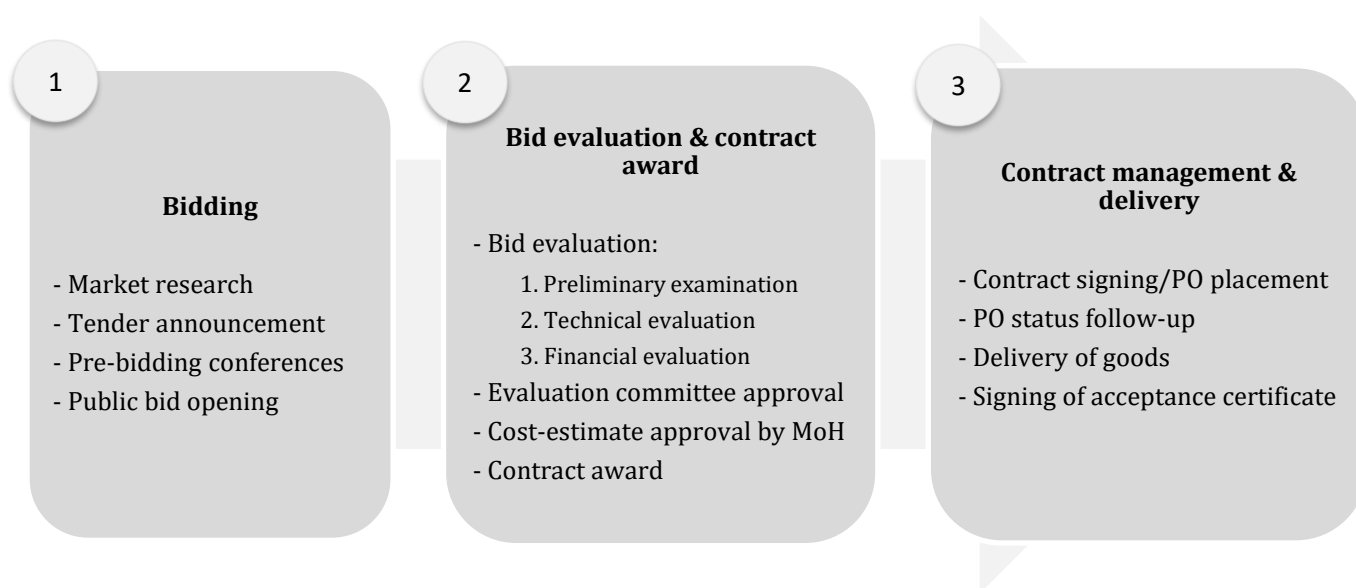 1
Bidding
- Market research
- Tender announcement
- Pre-bidding conferences
- Public bid opening
2
Bid evaluation & contract
award
- Bid evaluation:
1. Preliminary examination
2. Technical evaluation
3. Financial evaluation
- Evaluation committee approval
- Cost-estimate approval by MoH
- Contract award
3
Contract management &
delivery
- Contract signing/PO placement
- PO status follow-up
- Delivery of goods
- Signing of acceptance certificate